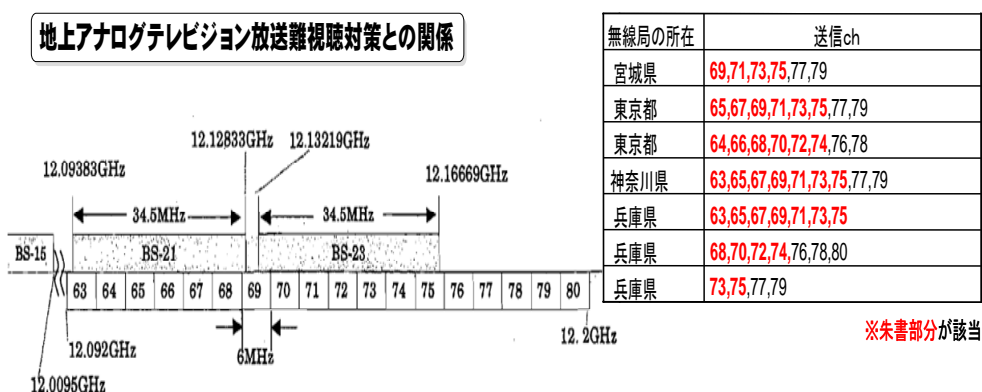 地上アナログテレビジョン放送難視聴対策との関係
12.09383GHz
12.12833GHz
12.13219GHz
12.16669GHz
34.5MHz
34.5MHz
BS-15
BS-21
BS-23
63 64 65 66 67 68 69 70 71 72 73 74 75 76 77 78 79 80
12.092GHz
6MHz
12.2GHz
12.0095GHz
無線局の所在 送信ch
宮城県 69,71,73,75,77,79
東京都 65,67,69,71,73,75,77,79
東京都 64,66,68,70,72,74,76,78
神奈川県 63,65,67,69,71,73,75,77,79
兵庫県 63,65,67,69,71,73,75
兵庫県 68,70,72,74,76,78,80
兵庫県 73,75,77,79
※朱書部分が該当